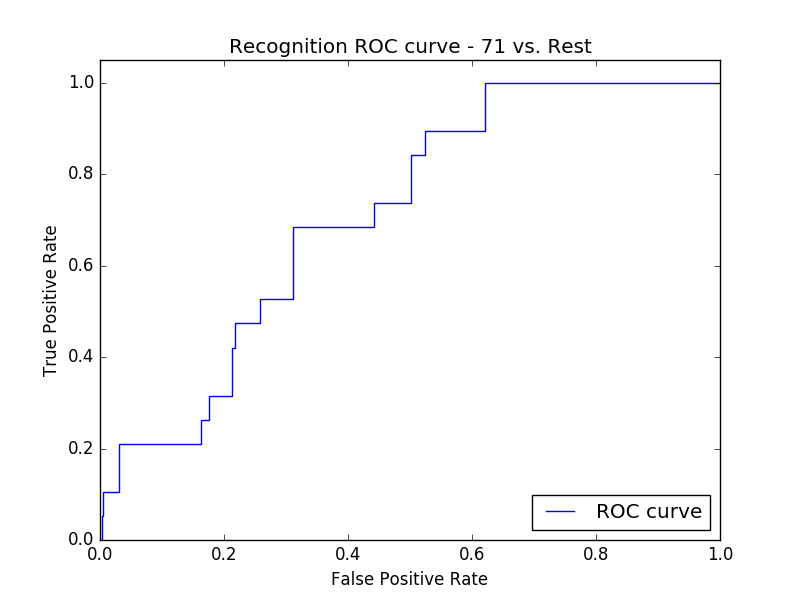 Recognition ROC curve - 71 vs. Rest
1.0
0.8
0.6
0.4
0.2
0.0
True Positive Rate
ROC curve
0.0 0.2 0.4 0.6 0.8 1.0
False Positive Rate